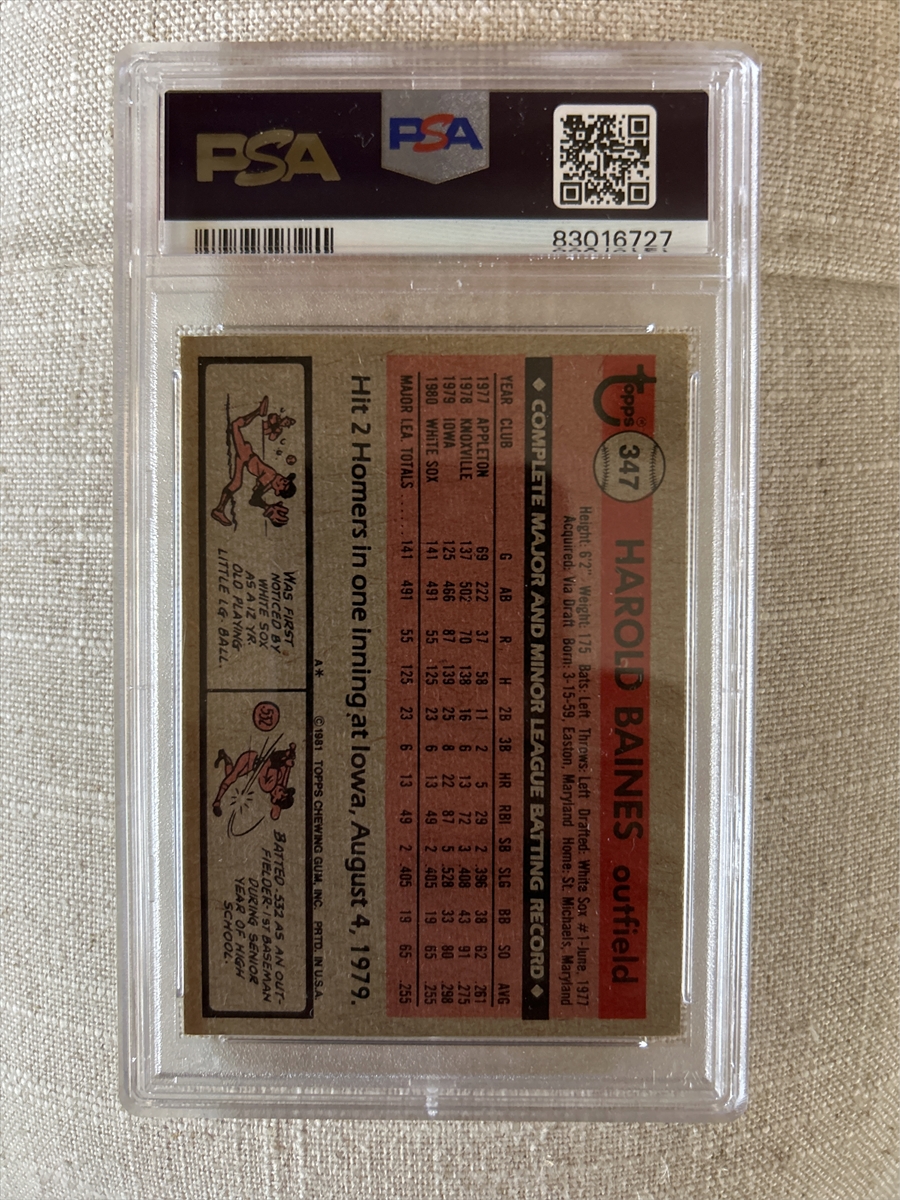 PSA
PSA
83016727
topps®
347
HAROLD BAINES outfield
Height: 6'2" Weight: 175 Bats: Left Throws: Left Drafted: White Sox #1-June, 1977
Acquired: Via Draft Born: 3-15-59, Easton, Maryland Home: St. Michaels, Maryland
◆ COMPLETE MAJOR AND MINOR LEAGUE BATTING RECORD ◆
YEAR CLUB G AB R H 2B 3B HR RBI SB SLG BB SO AVG
1977 APPLETON 69 222 37 58 11 2 5 29 2 .396 38 62 .261
1978 KNOXVILLE 137 502 70 138 16 6 13 72 3 .408 43 91 .275
1979 IOWA 125 466 87 139 25 8 22 87 5 .528 33 80 .298
1980 WHITE SOX 141 491 55 125 23 6 13 49 2 .405 19 65 .255
MAJOR LEA. TOTALS ..... 141 491 55 125 23 6 13 49 2 .405 19 65 .255
Hit 2 Homers in one inning at Iowa, August 4, 1979.
A* ©1981 TOPPS CHEWING GUM, INC. PRTD. IN U.S.A.
WAS FIRST
NOTICED BY
WHITE SOX
AS A 12 YR.
OLD PLAYING
LITTLE LG. BALL.
532
BATTED .532 AS AN OUT-
FIELDER-1ST BASEMAN
DURING SENIOR
YEAR OF HIGH
SCHOOL.